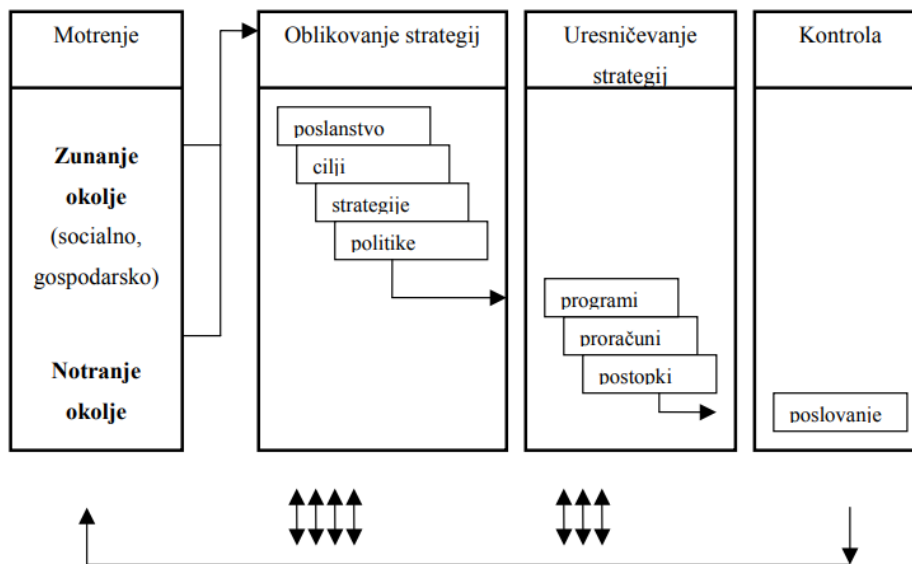 Motrenje
Zunanje
okolje
(socialno,
gospodarsko)
Notranje
okolje
Oblikovanje strategij
poslanstvo
cilji
strategije
politike
Uresničevanje
strategij
programi
proračuni
postopki
Kontrola
poslovanje